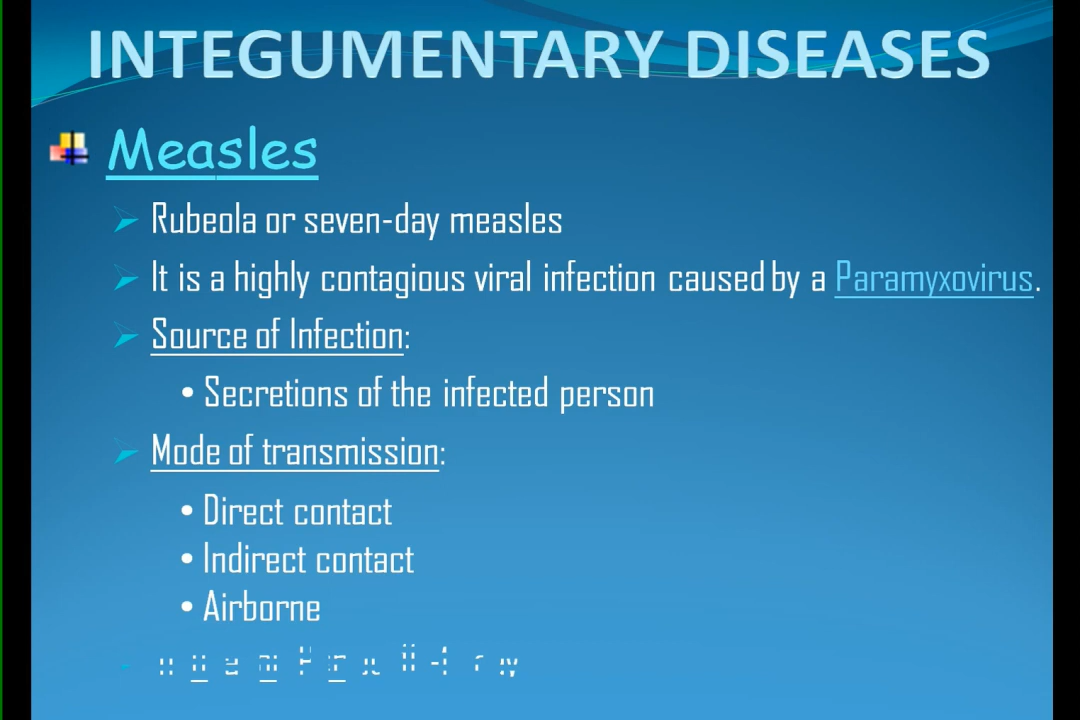 INTEGUMENTARY DISEASES
Measles
Rubeola or seven-day measles
It is a highly contagious viral infection caused by a Paramyxovirus.
Source of Infection:
• Secretions of the infected person
Mode of transmission:
• Direct contact
• Indirect contact
• Airborne